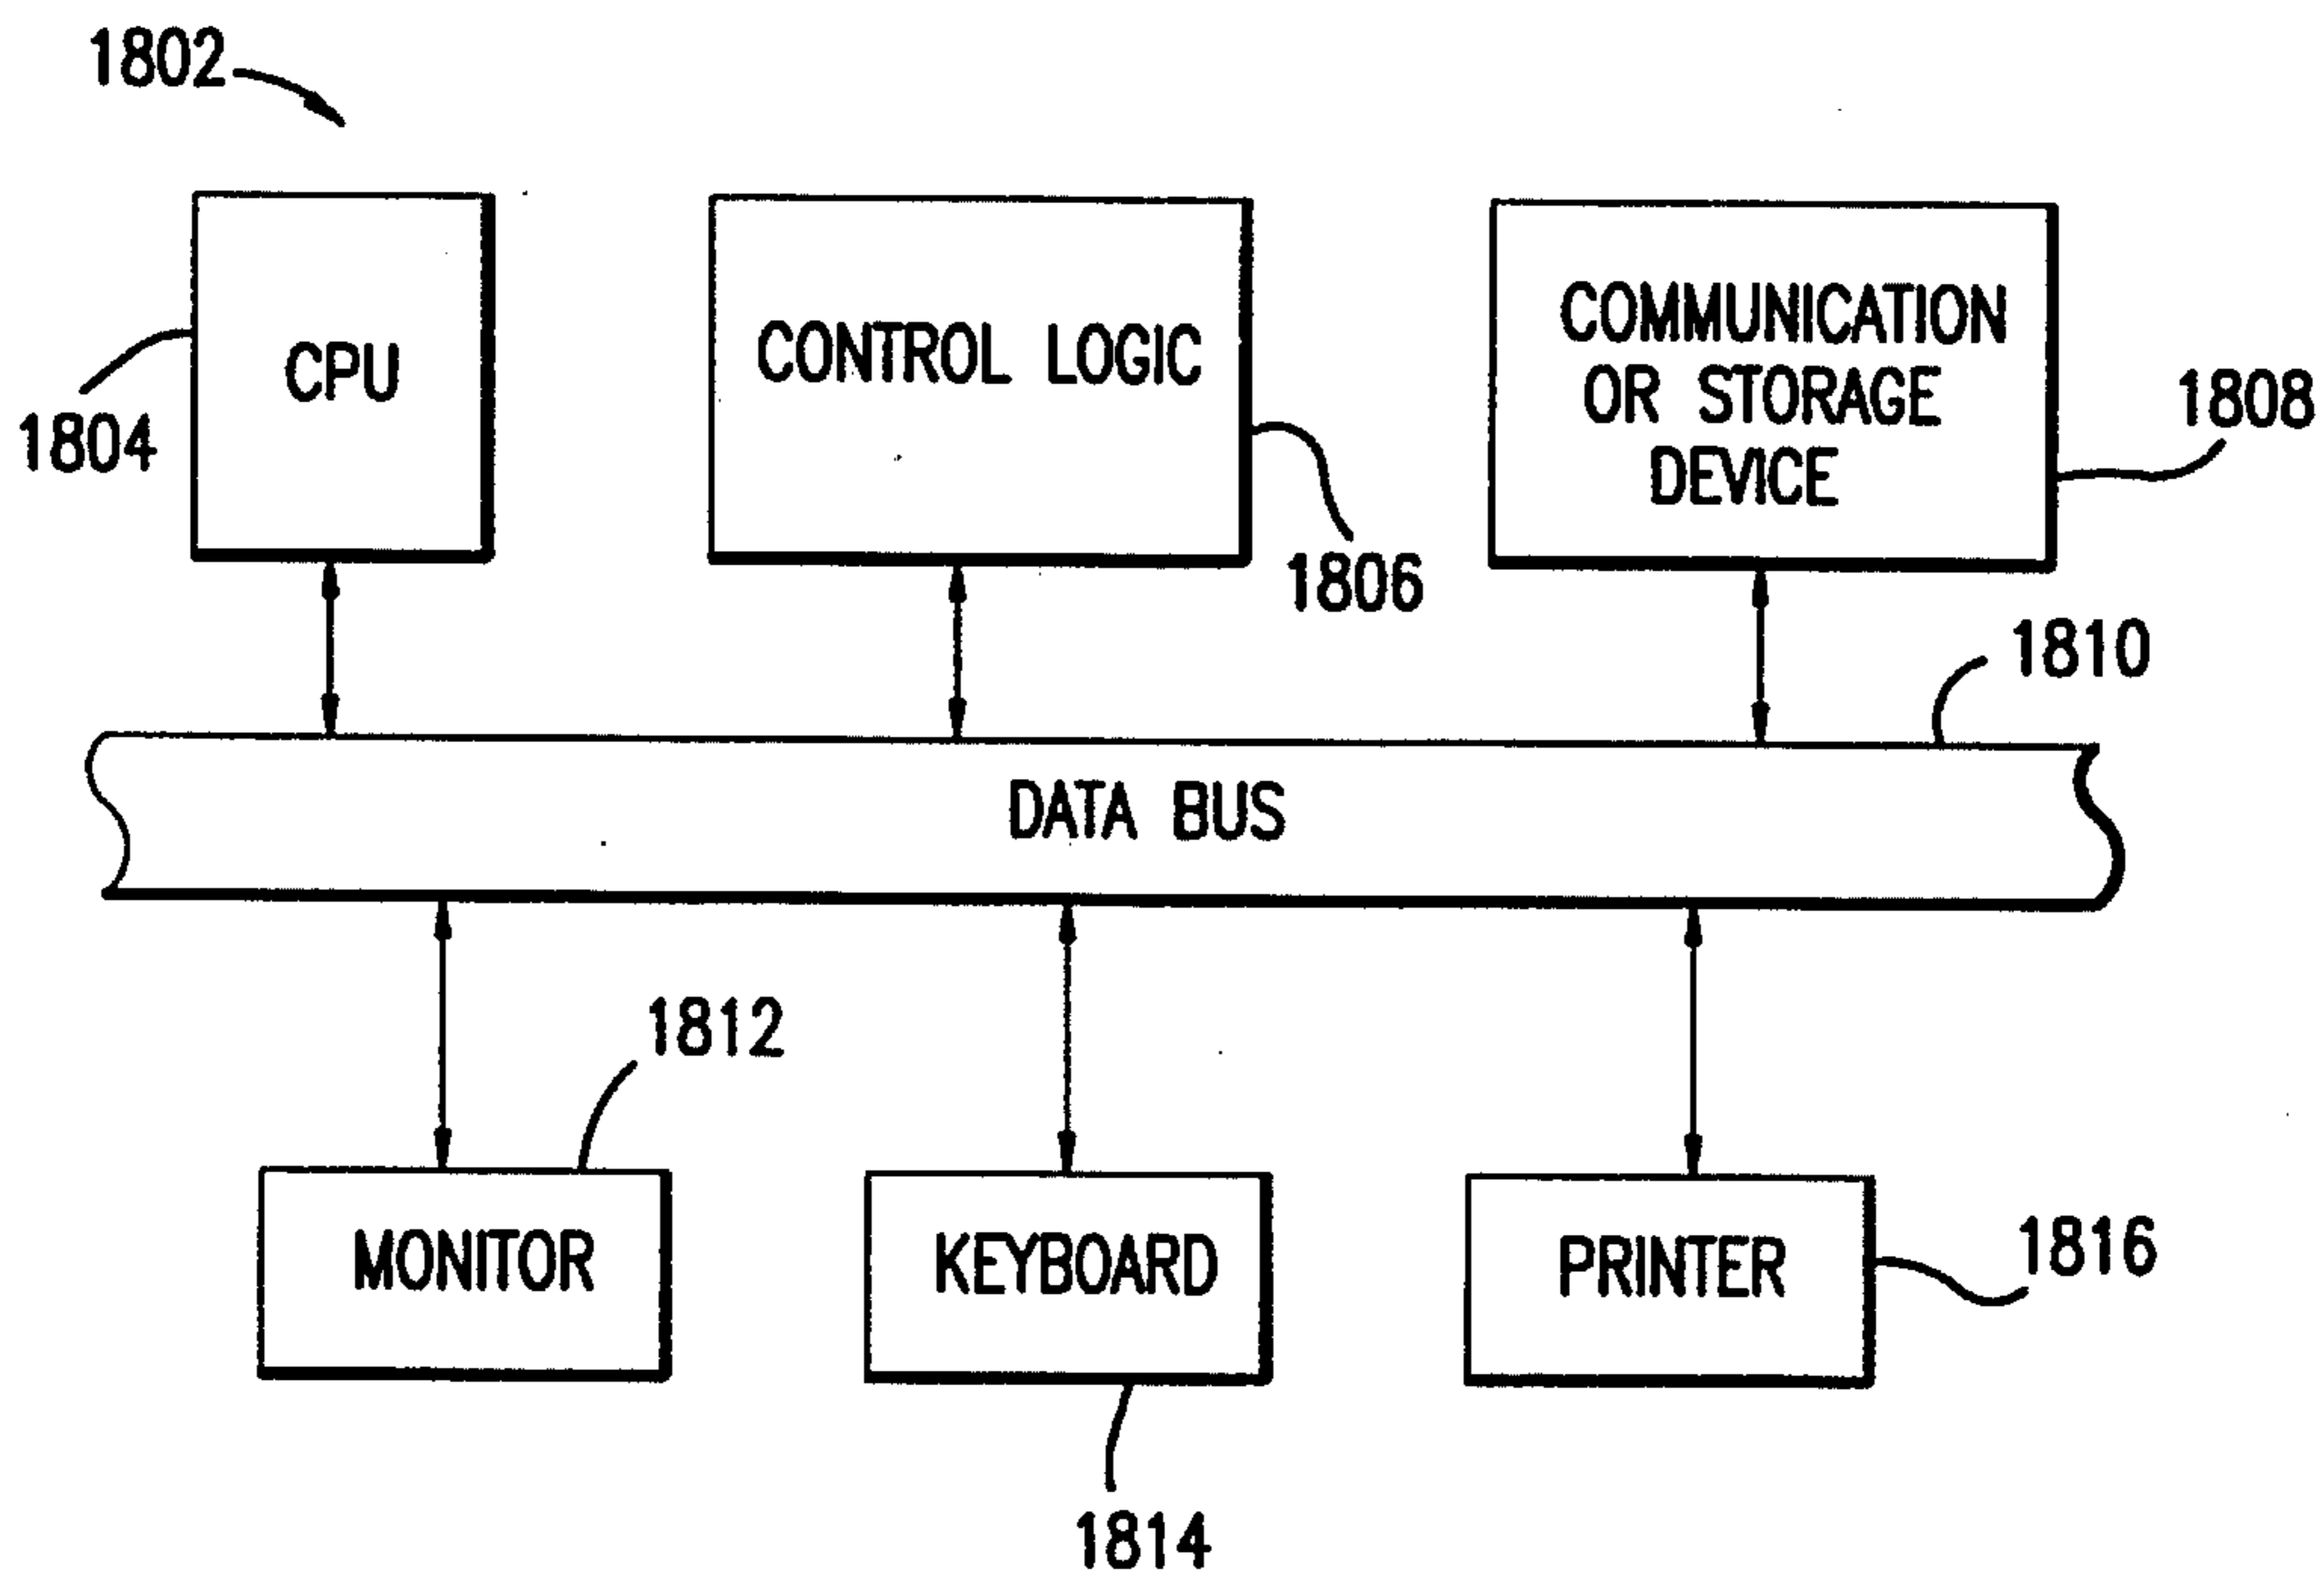 1802
CPU
1804
CONTROL LOGIC
1806
COMMUNICATION
OR STORAGE
DEVICE
1808
1810
DATA BUS
1812
MONITOR
KEYBOARD
1814
PRINTER
1816